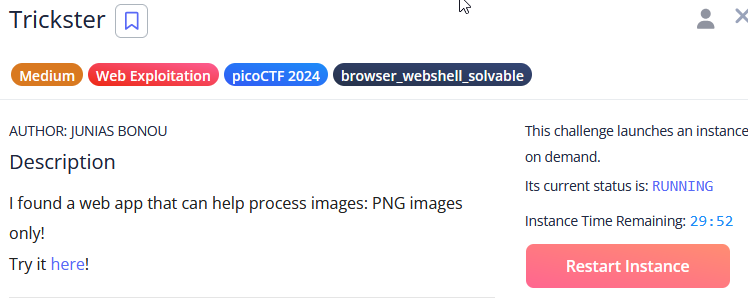 Trickster
Medium Web Exploitation picoCTF 2024 browser_webshell_solvable
AUTHOR: JUNIAS BONOU
Description
I found a web app that can help process images: PNG images
only!
Try it here!
This challenge launches an instance
on demand.
Its current status is: RUNNING
Instance Time Remaining: 29:52
Restart Instance